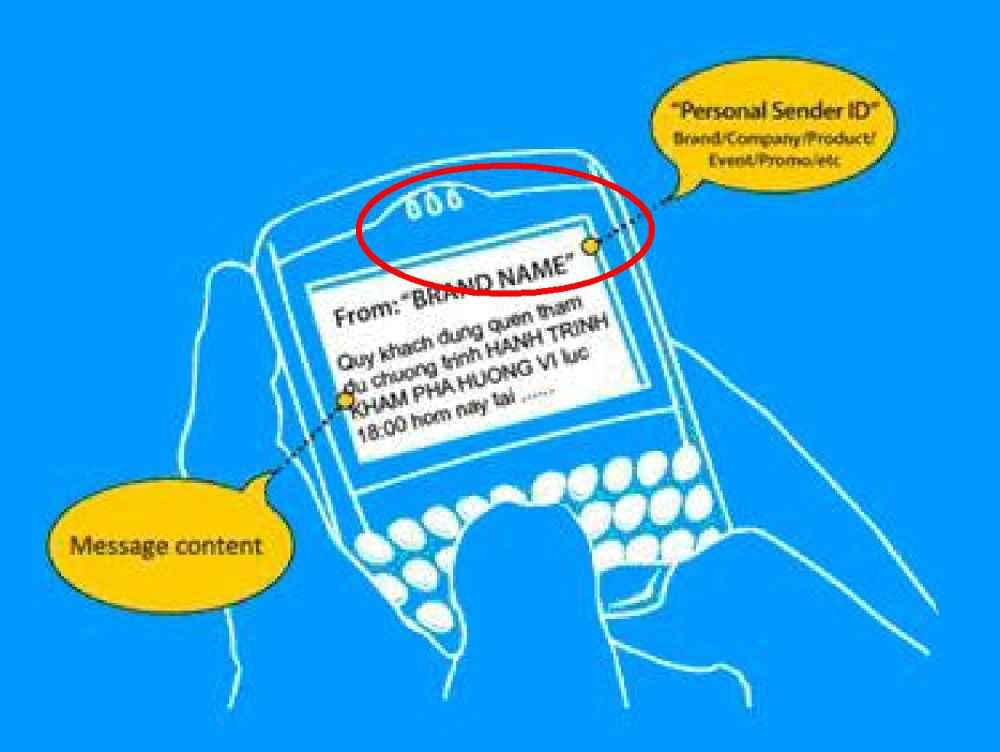 “Personal Sender ID”
Brand/Company/Product/
Event/Promo/etc
From: “BRAND NAME”
Quy khach dung quen tham
du chuong trinh HANH TRINH
KHAM PHA HUONG VI luc
18:00 hom nay tai ......
Message content